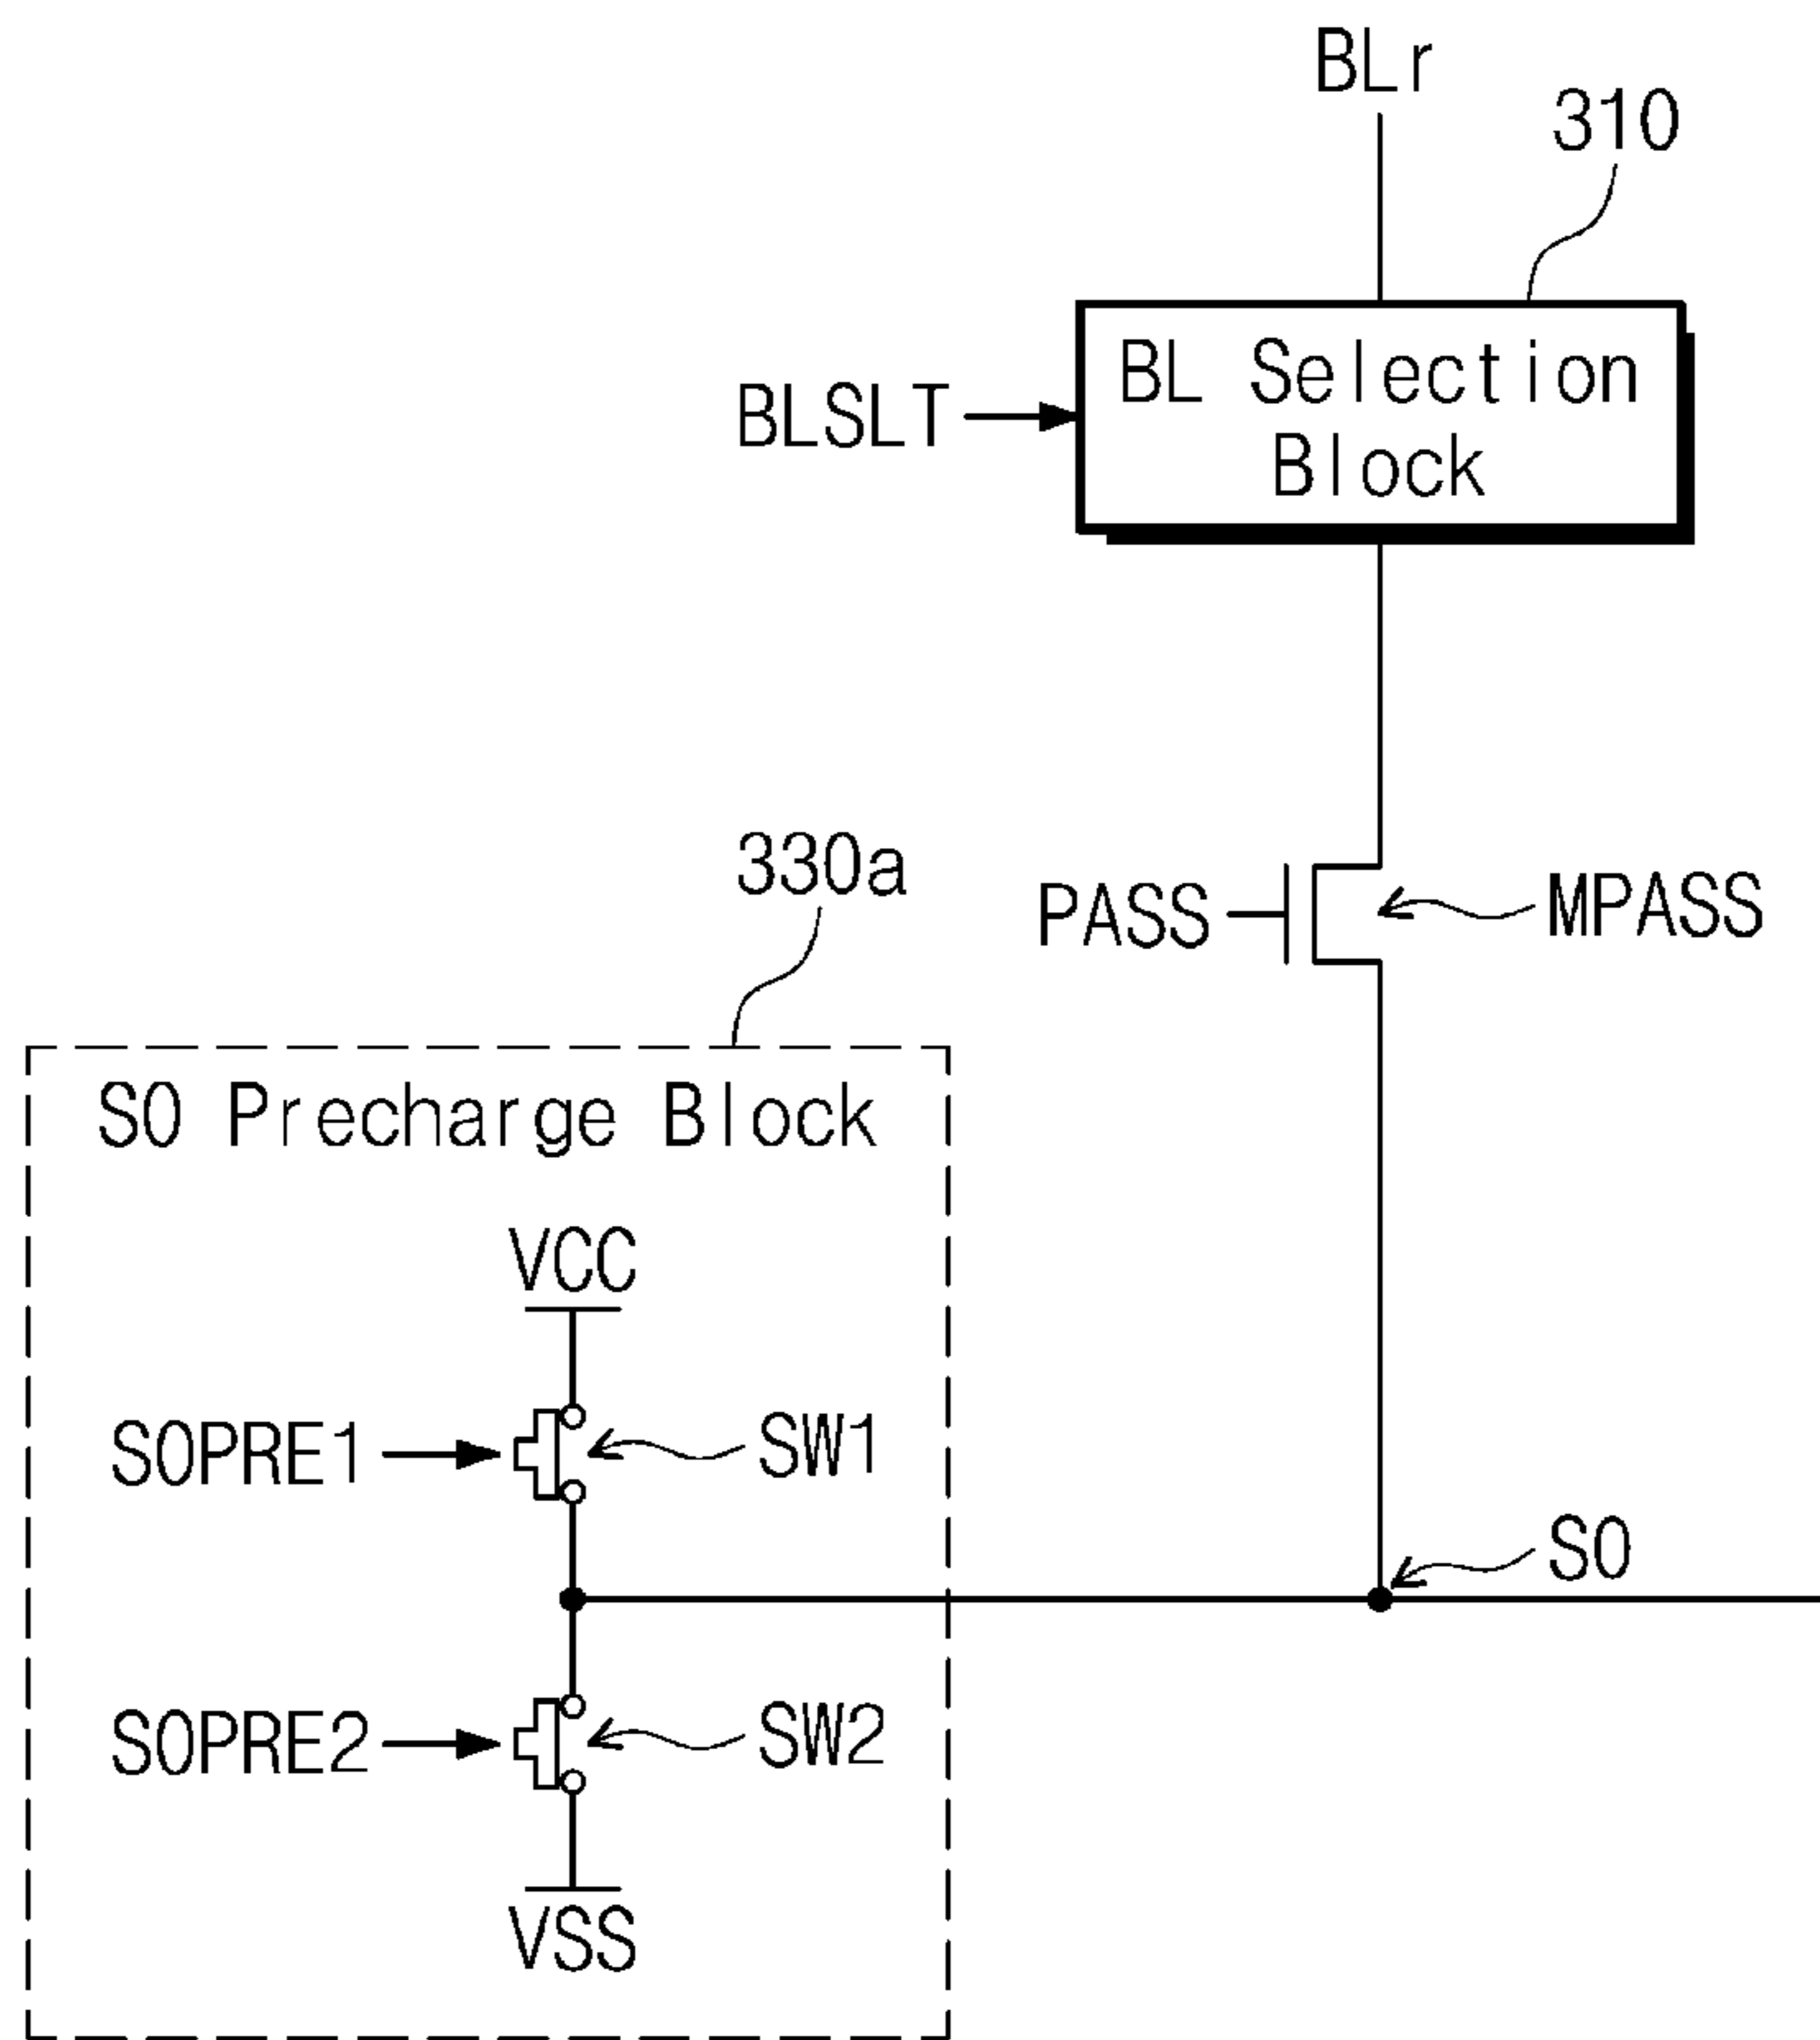 BLr
310
BL Selection
Block
BLSLT
330a
PASS
MPASS
SO Precharge Block
VCC
SOPRE1
SW1
SO
SOPRE2
SW2
VSS